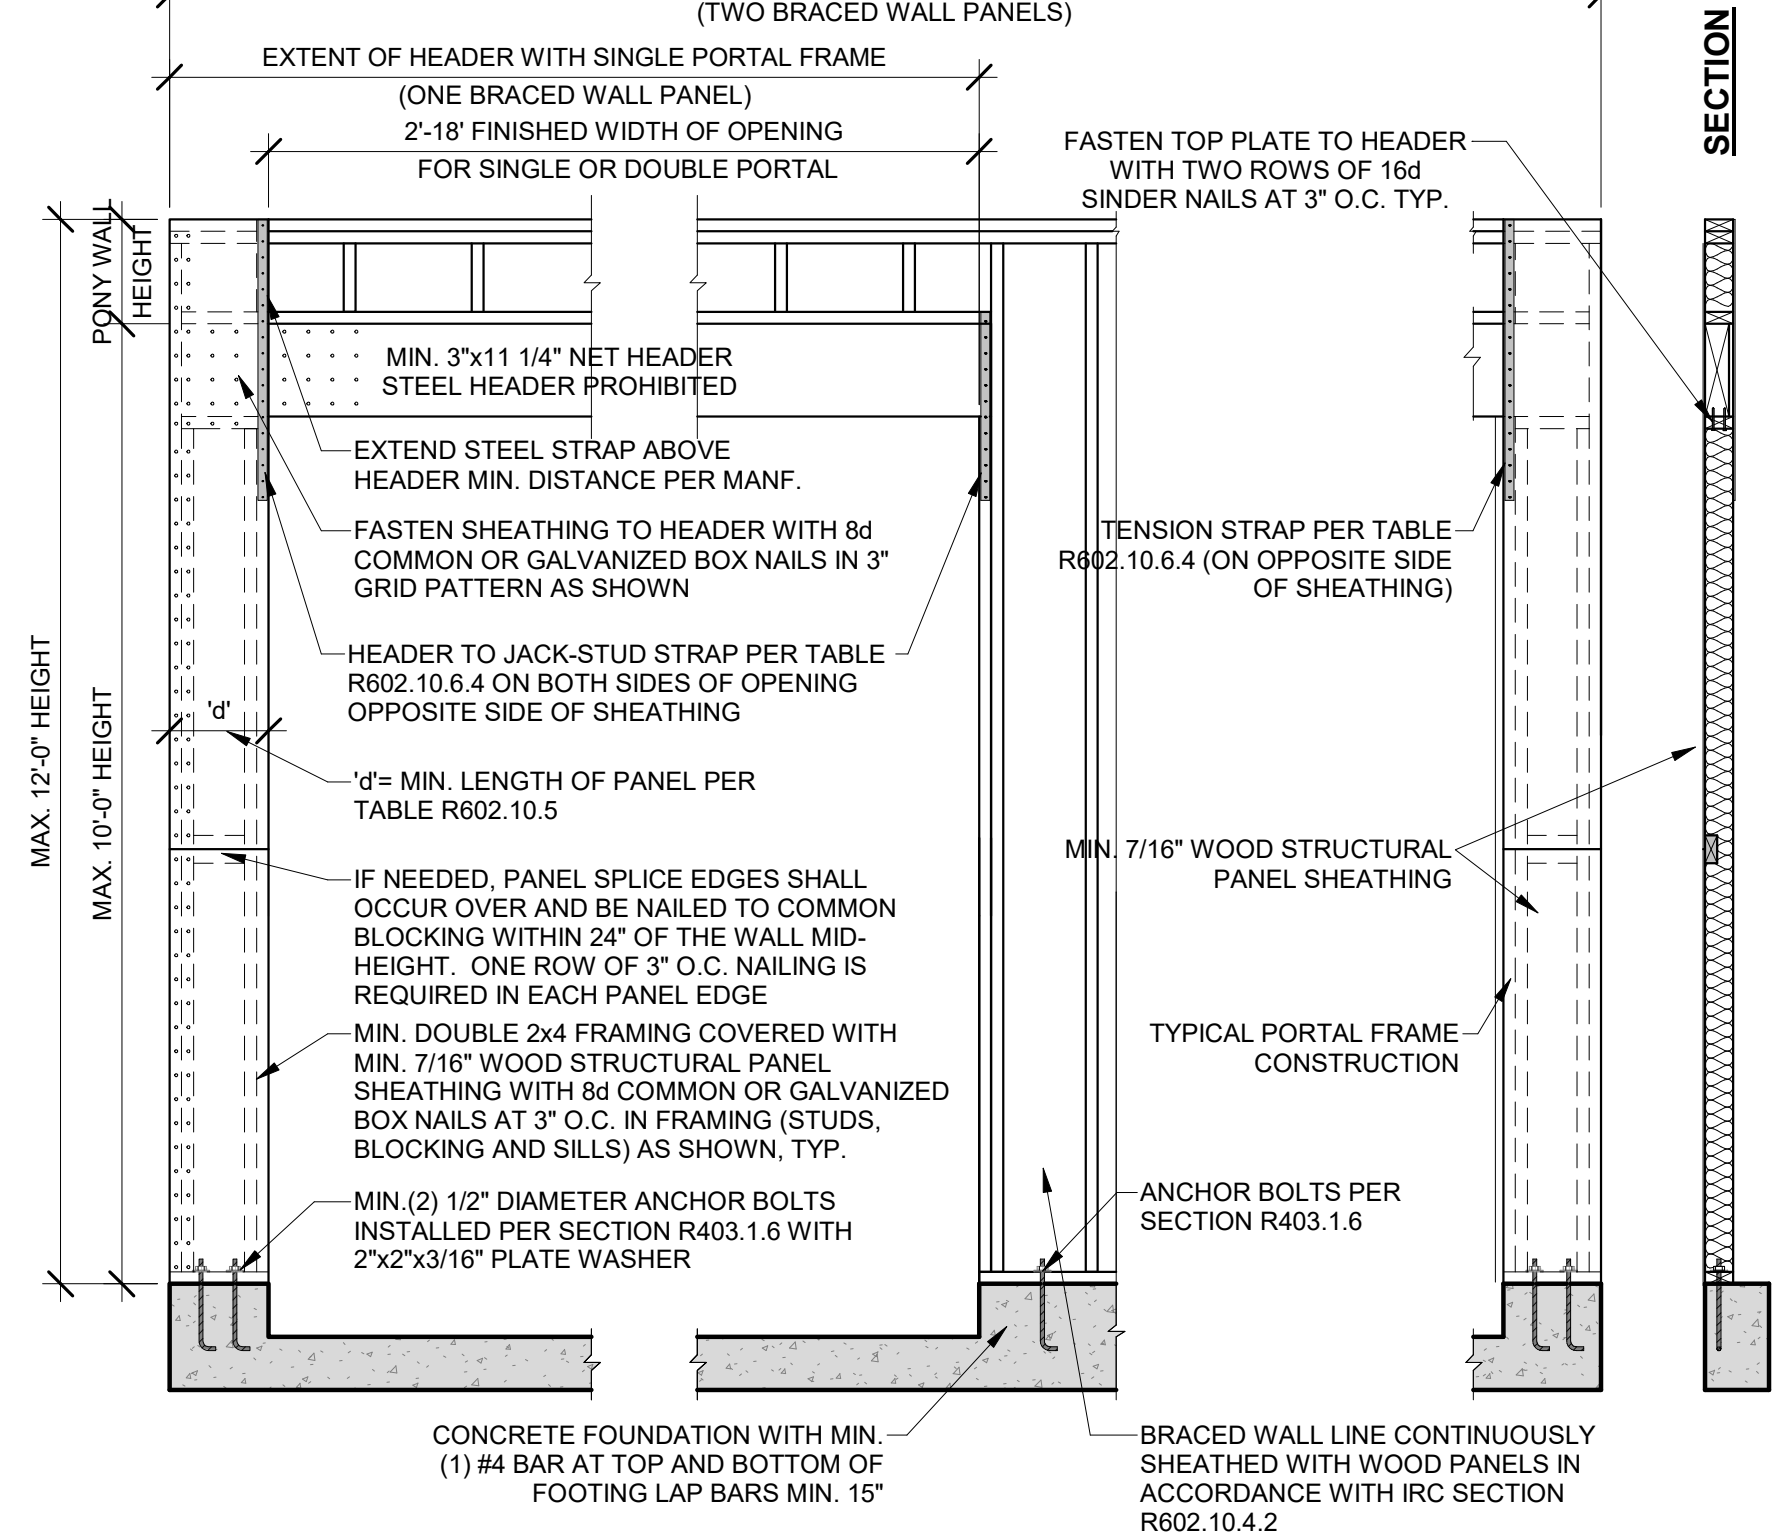 (TWO BRACED WALL PANELS)
EXTENT OF HEADER WITH SINGLE PORTAL FRAME
(ONE BRACED WALL PANEL)
2'-18' FINISHED WIDTH OF OPENING
FOR SINGLE OR DOUBLE PORTAL
FASTEN TOP PLATE TO HEADER
WITH TWO ROWS OF 16d
SINDER NAILS AT 3" O.C. TYP.
SECTION
PONY WALL
HEIGHT
MIN. 3"x11 1/4" NET HEADER
STEEL HEADER PROHIBITED
EXTEND STEEL STRAP ABOVE
HEADER MIN. DISTANCE PER MANF.
FASTEN SHEATHING TO HEADER WITH 8d
COMMON OR GALVANIZED BOX NAILS IN 3"
GRID PATTERN AS SHOWN
TENSION STRAP PER TABLE
R602.10.6.4 (ON OPPOSITE SIDE
OF SHEATHING)
HEADER TO JACK-STUD STRAP PER TABLE
R602.10.6.4 ON BOTH SIDES OF OPENING
OPPOSITE SIDE OF SHEATHING
MAX. 12'-0" HEIGHT
MAX. 10'-0" HEIGHT
'd'
'd'= MIN. LENGTH OF PANEL PER
TABLE R602.10.5
MIN. 7/16" WOOD STRUCTURAL
PANEL SHEATHING
IF NEEDED, PANEL SPLICE EDGES SHALL
OCCUR OVER AND BE NAILED TO COMMON
BLOCKING WITHIN 24" OF THE WALL MID-
HEIGHT. ONE ROW OF 3" O.C. NAILING IS
REQUIRED IN EACH PANEL EDGE
MIN. DOUBLE 2x4 FRAMING COVERED WITH
MIN. 7/16" WOOD STRUCTURAL PANEL
SHEATHING WITH 8d COMMON OR GALVANIZED
BOX NAILS AT 3" O.C. IN FRAMING (STUDS,
BLOCKING AND SILLS) AS SHOWN, TYP.
TYPICAL PORTAL FRAME
CONSTRUCTION
MIN.(2) 1/2" DIAMETER ANCHOR BOLTS
INSTALLED PER SECTION R403.1.6 WITH
2"x2"x3/16" PLATE WASHER
ANCHOR BOLTS PER
SECTION R403.1.6
CONCRETE FOUNDATION WITH MIN.
(1) #4 BAR AT TOP AND BOTTOM OF
FOOTING LAP BARS MIN. 15"
BRACED WALL LINE CONTINUOUSLY
SHEATHED WITH WOOD PANELS IN
ACCORDANCE WITH IRC SECTION
R602.10.4.2